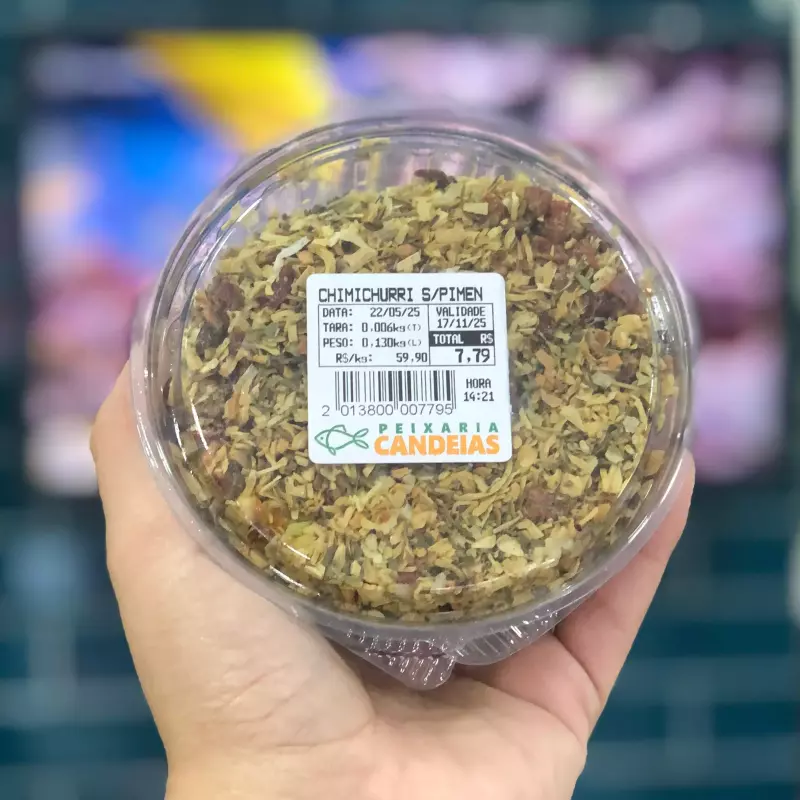 CHIMICHURRI S/PIMEN
DATA: 22/05/25 VALIDADE
17/11/25
TARA: 0.006kg(T)
TOTAL R$
PESO: 0,130kg(L)
7,79
R$/kg: 59,90
HORA
14:21
2 013800 007795
PEIXARIA
CANDEIAS